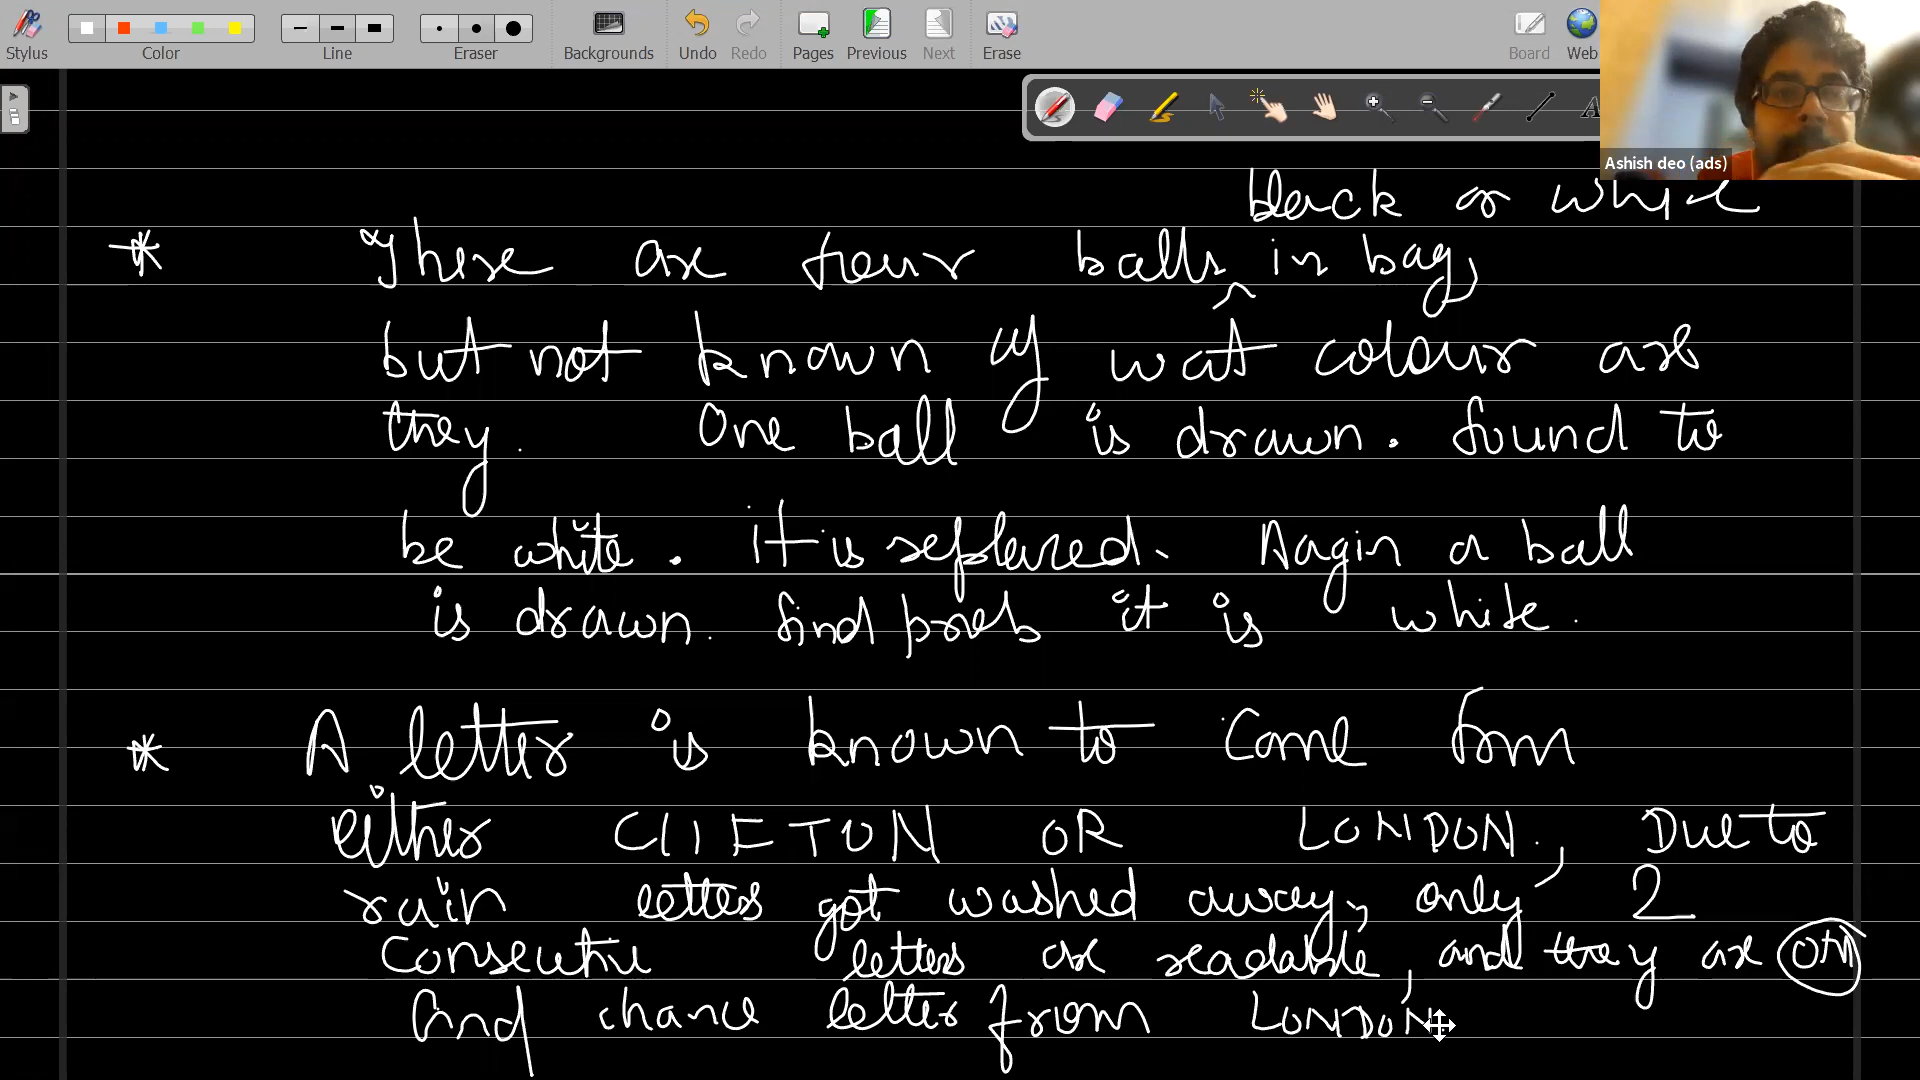 Stylus Color Line Eraser Backgrounds Undo Redo Pages Previous Next Erase Board Web
Ashish deo (ads)
black or white
* There are four balls ^ in bag,
but not known of wat colour are
they. One ball is drawn. found to
be white. it is replaced. Aagin a ball
is drawn. find prob it is white.
* A letter is known to come from
either CLIFTON OR LONDON., Due to
rain letters got washed away, only 2
consecutive letters are readable, and they are ON
find chance letter from LONDON